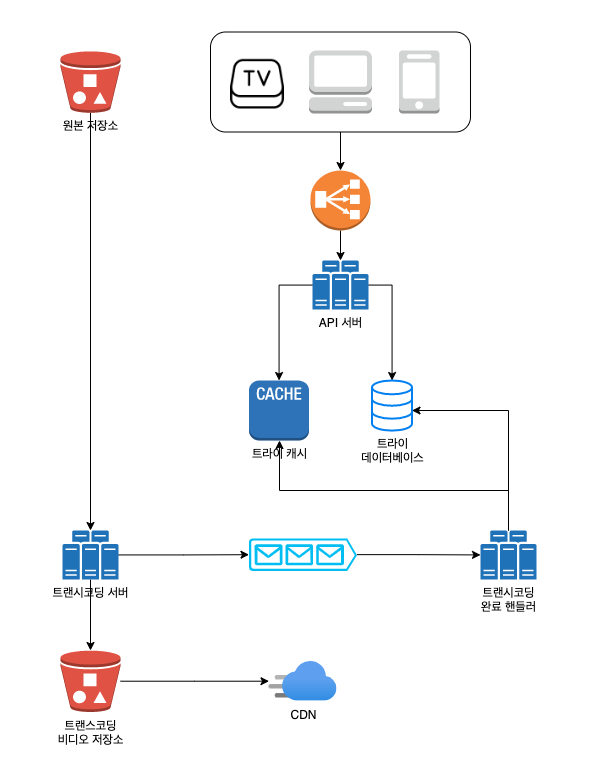 TV
원본 저장소
API 서버
CACHE
트라이 캐시
트라이
데이터베이스
트랜시코딩 서버
트랜시코딩
완료 핸들러
트랜스코딩
비디오 저장소
CDN